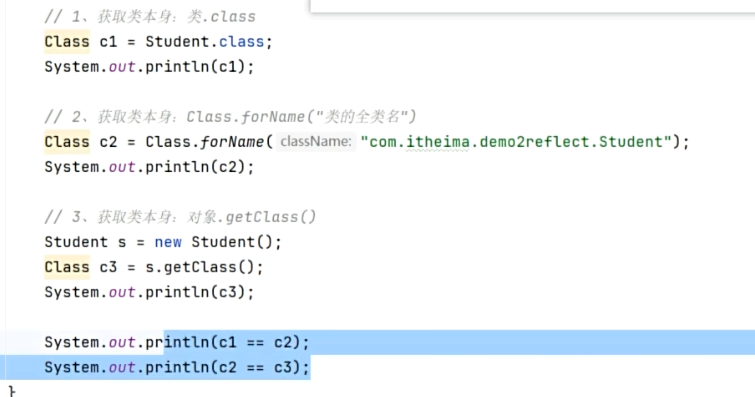 // 1、获取类本身：类.class
Class c1 = Student.class;
System.out.println(c1);
// 2、获取类本身：Class.forName("类的全类名")
Class c2 = Class.forName( className: "com.itheima.demo2reflect.Student");
System.out.println(c2);
// 3、获取类本身：对象.getClass()
Student s = new Student();
Class c3 = s.getClass();
System.out.println(c3);
System.out.println(c1 == c2);
System.out.println(c2 == c3);
}